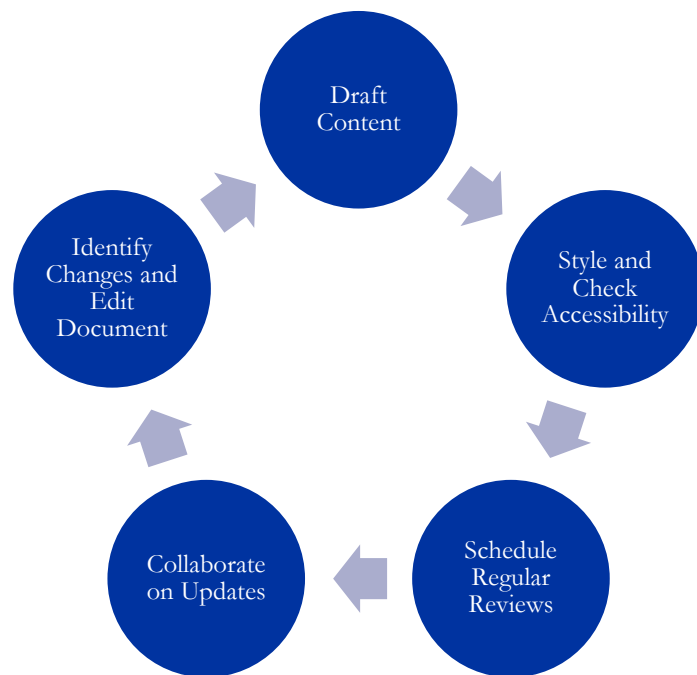 Draft
Content
Style and
Check
Accessibility
Schedule
Regular
Reviews
Collaborate
on Updates
Identify
Changes and
Edit
Document